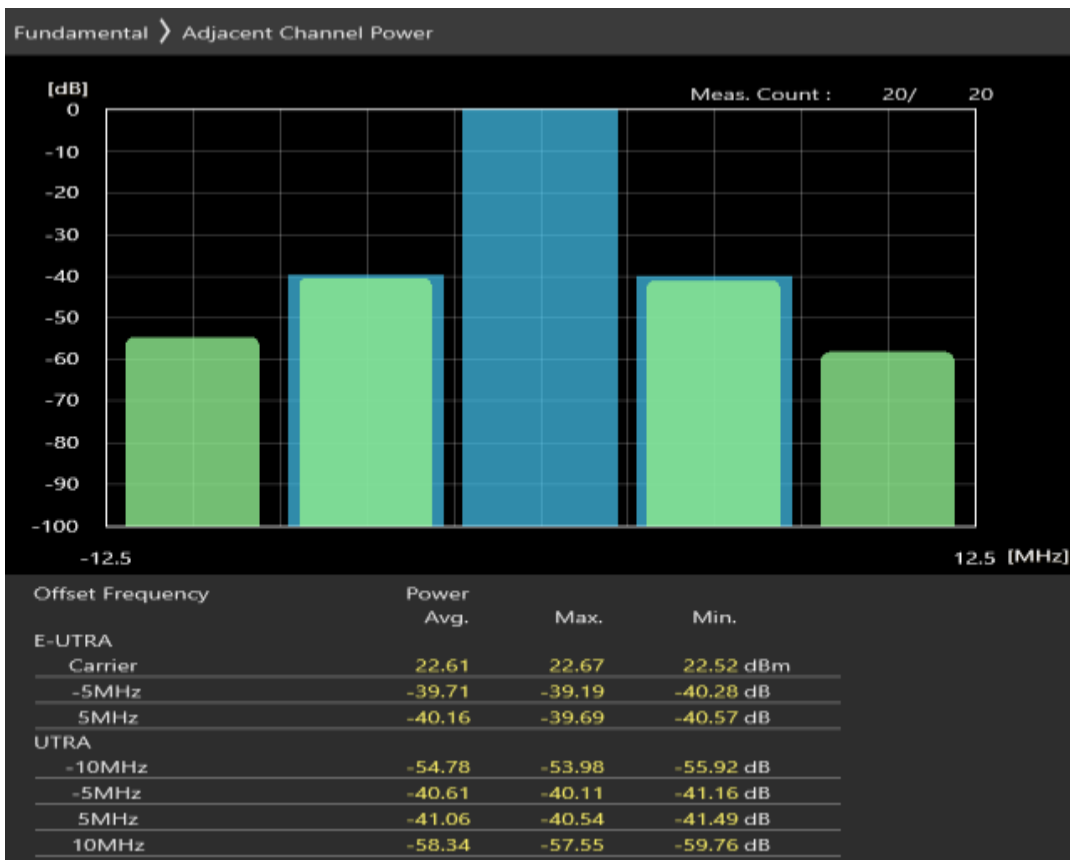 Fundamental ❯ Adjacent Channel Power
[dB]
Meas. Count : 20/ 20
0
-10
-20
-30
-40
-50
-60
-70
-80
-90
-100
-12.5 12.5 [MHz]
Offset Frequency Power
Avg. Max. Min.
E-UTRA
Carrier 22.61 22.67 22.52 dBm
-5MHz -39.71 -39.19 -40.28 dB
5MHz -40.16 -39.69 -40.57 dB
UTRA
-10MHz -54.78 -53.98 -55.92 dB
-5MHz -40.61 -40.11 -41.16 dB
5MHz -41.06 -40.54 -41.49 dB
10MHz -58.34 -57.55 -59.76 dB